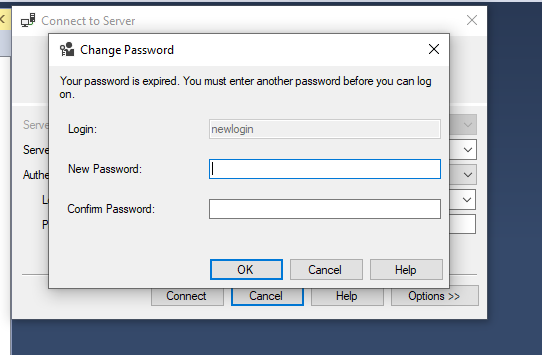 Connect to Server
Change Password
Your password is expired. You must enter another password before you can log
on.
Serve
Login:
newlogin
Serve
New Password:
Authe
L
Confirm Password:
P
OK
Cancel
Help
Connect
Cancel
Help
Options >>